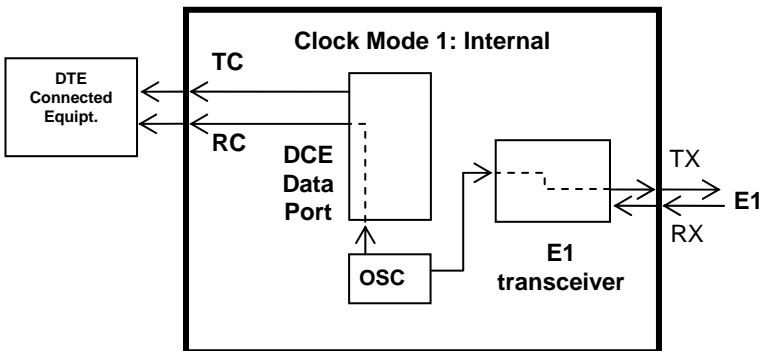 Clock Mode 1: Internal
DTE
Connected
Equipt.
TC
RC
DCE
Data
Port
OSC
E1
transceiver
TX
E1
RX